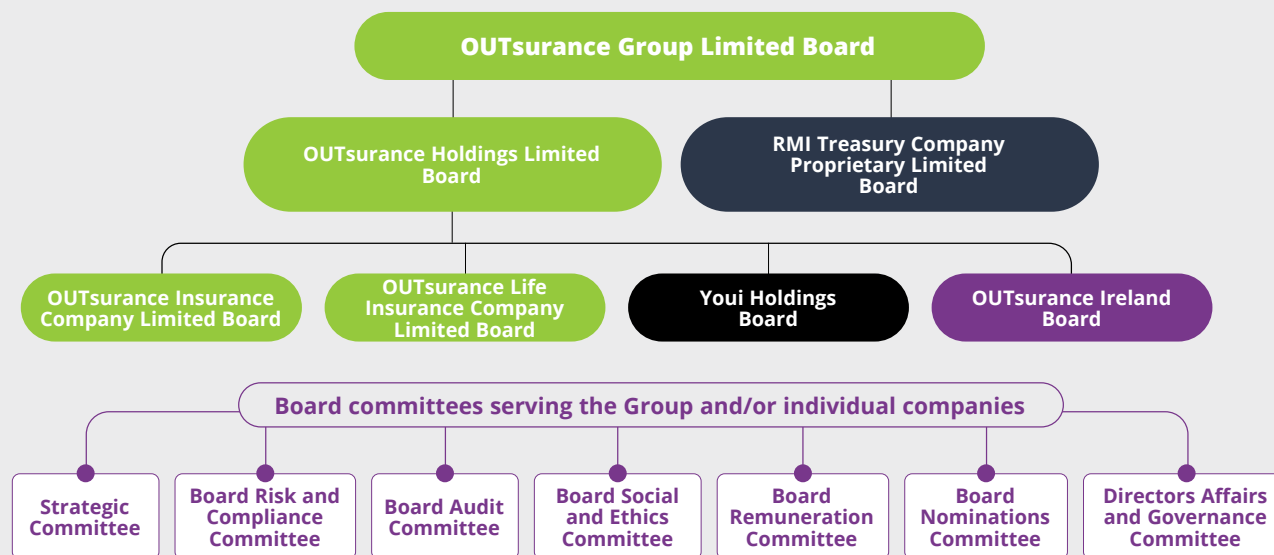 OUTsurance Group Limited Board
OUTsurance Holdings Limited
Board
RMI Treasury Company
Proprietary Limited
Board
OUTsurance Insurance
Company Limited Board
OUTsurance Life
Insurance Company
Limited Board
Youi Holdings
Board
OUTsurance Ireland
Board
Board committees serving the Group and/or individual companies
Strategic
Committee
Board Risk and
Compliance
Committee
Board Audit
Committee
Board Social
and Ethics
Committee
Board
Remuneration
Committee
Board
Nominations
Committee
Directors Affairs
and Governance
Committee